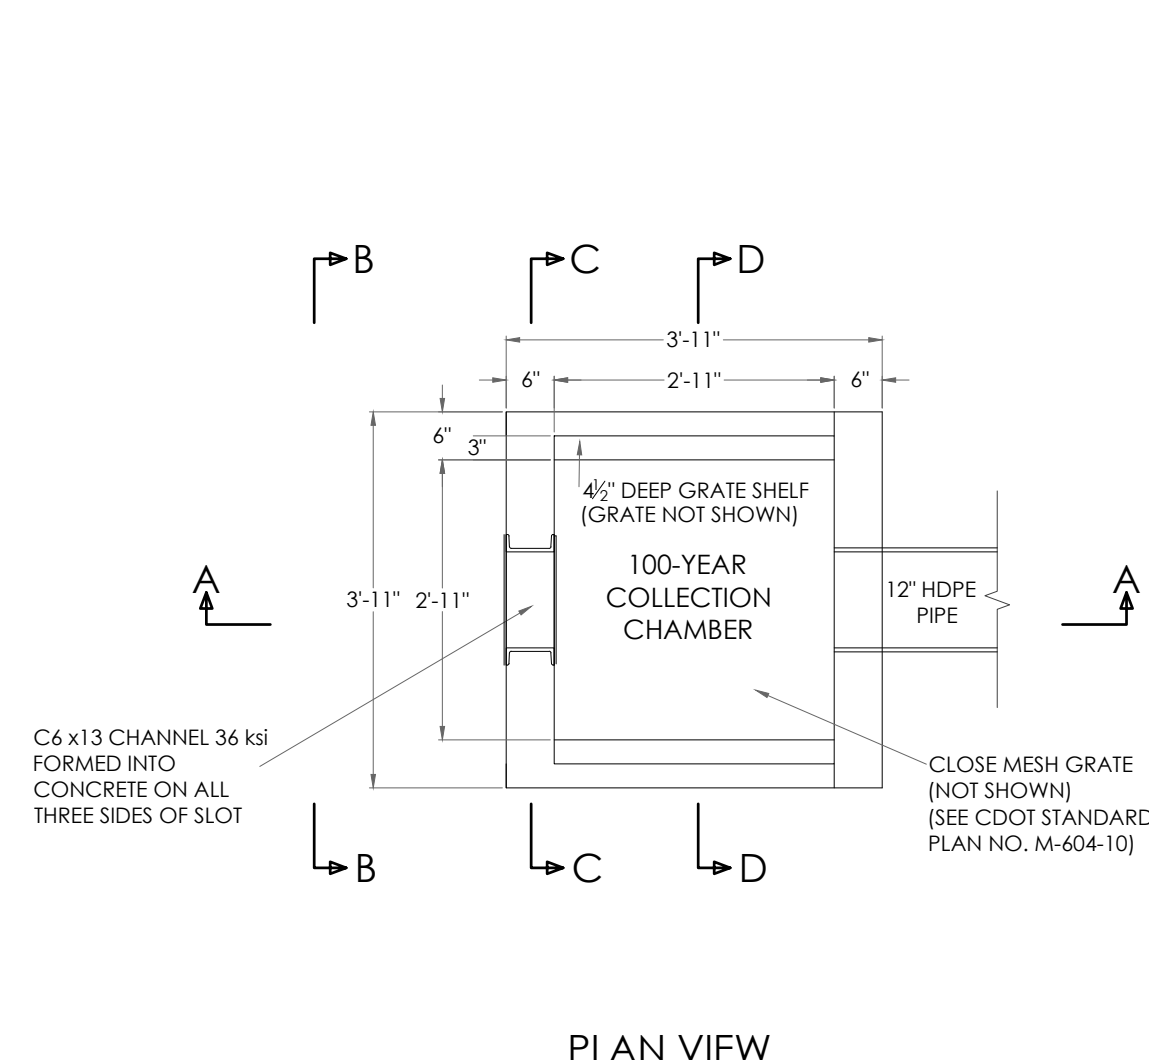 B
C
D
3'-11"
6"
2'-11"
6"
6"
3"
4½" DEEP GRATE SHELF
(GRATE NOT SHOWN)
100-YEAR
COLLECTION
CHAMBER
A
A
3'-11"
2'-11"
12" HDPE
PIPE
C6 x13 CHANNEL 36 ksi
FORMED INTO
CONCRETE ON ALL
THREE SIDES OF SLOT
CLOSE MESH GRATE
(NOT SHOWN)
(SEE CDOT STANDARD
PLAN NO. M-604-10)
B
C
D
PLAN VIEW